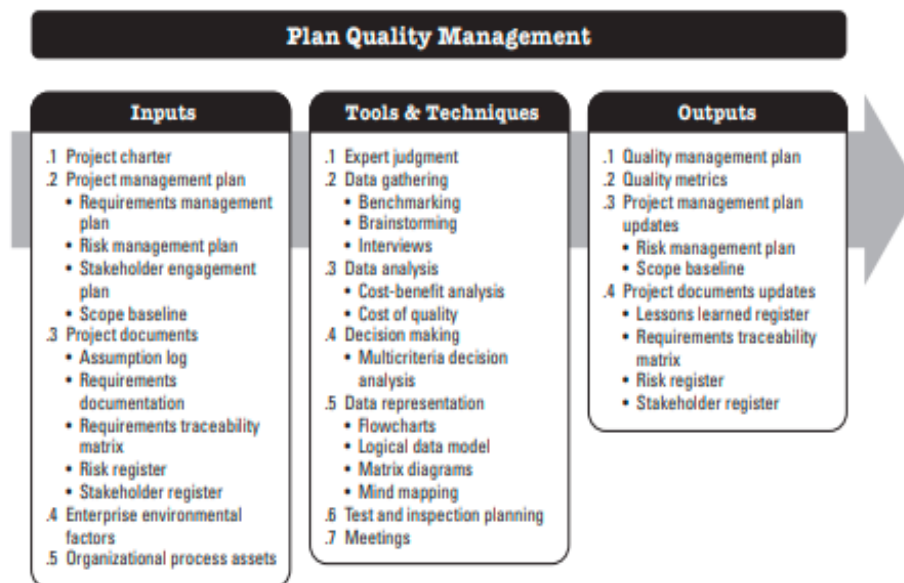 Plan Quality Management
Inputs
.1 Project charter
.2 Project management plan
• Requirements management
plan
• Risk management plan
• Stakeholder engagement
plan
• Scope baseline
.3 Project documents
• Assumption log
• Requirements
documentation
• Requirements traceability
matrix
• Risk register
• Stakeholder register
.4 Enterprise environmental
factors
.5 Organizational process assets
Tools & Techniques
.1 Expert judgment
.2 Data gathering
• Benchmarking
• Brainstorming
• Interviews
.3 Data analysis
• Cost-benefit analysis
• Cost of quality
.4 Decision making
• Multicriteria decision
analysis
.5 Data representation
• Flowcharts
• Logical data model
• Matrix diagrams
• Mind mapping
.6 Test and inspection planning
.7 Meetings
Outputs
.1 Quality management plan
.2 Quality metrics
.3 Project management plan
updates
• Risk management plan
• Scope baseline
.4 Project documents updates
• Lessons learned register
• Requirements traceability
matrix
• Risk register
• Stakeholder register